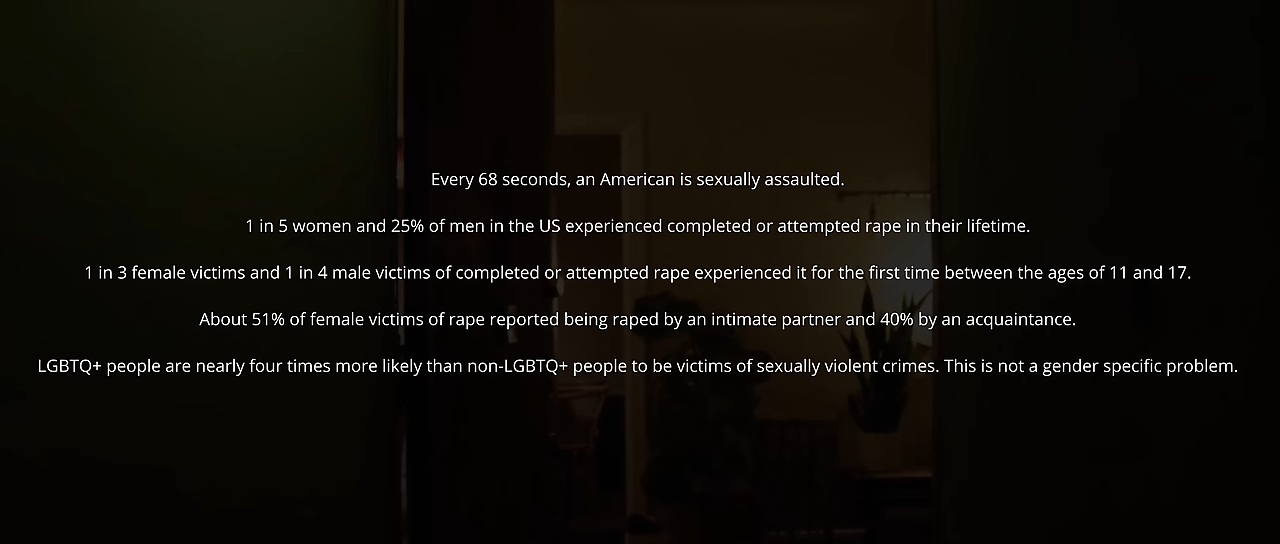 Every 68 seconds, an American is sexually assaulted.
1 in 5 women and 25% of men in the US experienced completed or attempted rape in their lifetime.
1 in 3 female victims and 1 in 4 male victims of completed or attempted rape experienced it for the first time between the ages of 11 and 17.
About 51% of female victims of rape reported being raped by an intimate partner and 40% by an acquaintance.
LGBTQ+ people are nearly four times more likely than non-LGBTQ+ people to be victims of sexually violent crimes. This is not a gender specific problem.